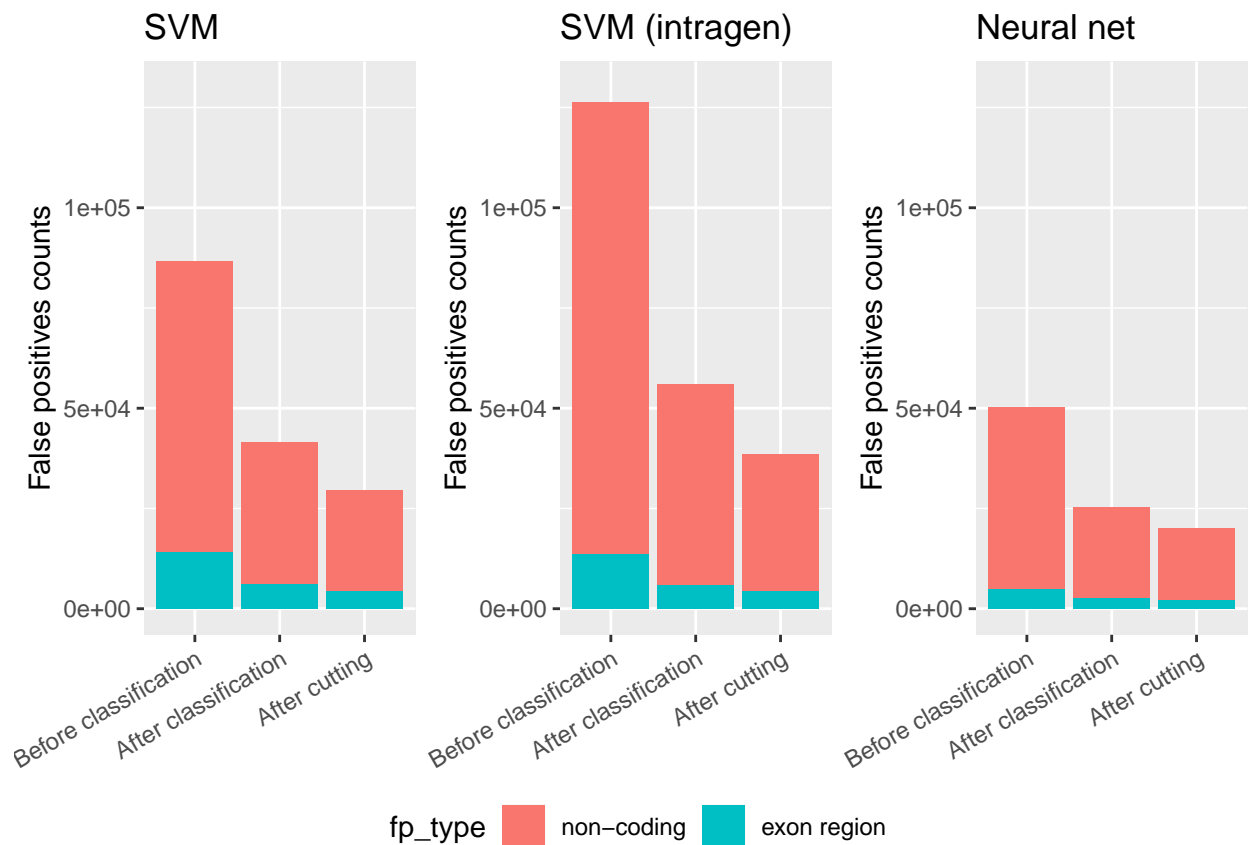 SVM
SVM (intragen)
Neural net
False positives counts
1e+05
5e+04
0e+00
Before classification
After classification
After cutting
False positives counts
1e+05
5e+04
0e+00
Before classification
After classification
After cutting
False positives counts
1e+05
5e+04
0e+00
Before classification
After classification
After cutting
fp_type
non−coding
exon region